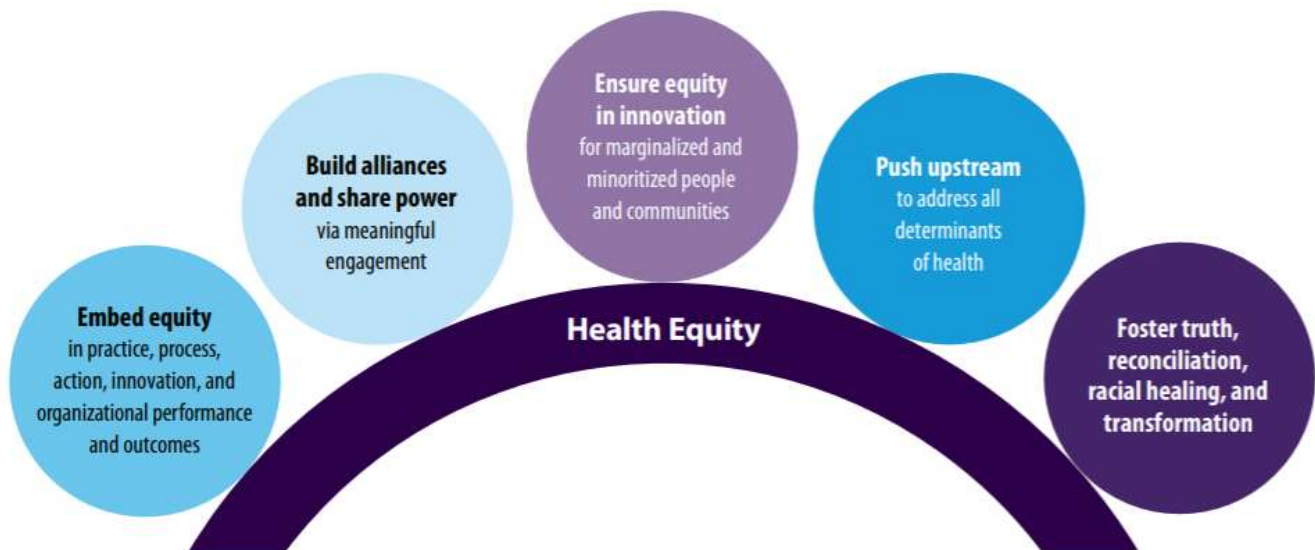 Embed equity
in practice, process,
action, innovation, and
organizational performance
and outcomes
Build alliances
and share power
via meaningful
engagement
Ensure equity
in innovation
for marginalized and
minoritized people
and communities
Push upstream
to address all
determinants
of health
Foster truth,
reconciliation,
racial healing, and
transformation
Health Equity